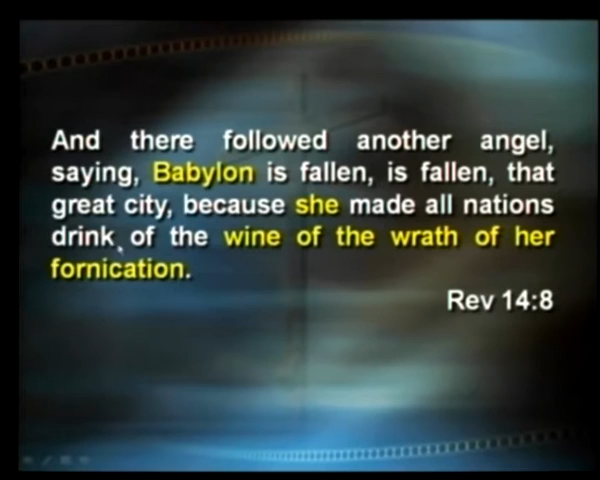 And there followed another angel,
saying, Babylon is fallen, is fallen, that
great city, because she made all nations
drink of the wine of the wrath of her
fornication.
Rev 14:8